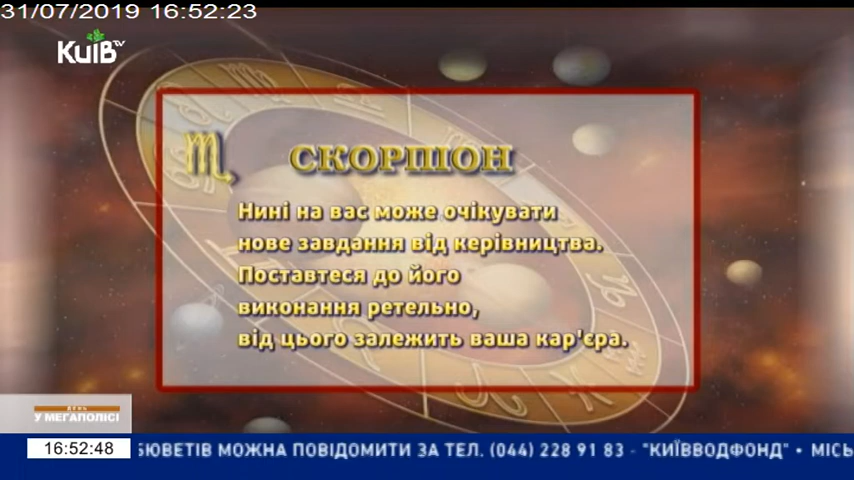 31/07/2019 16:52:23
КиїВ TV
СКОРПІОН
Нині на вас може очікувати
нове завдання від керівництва.
Поставтеся до його
виконання ретельно,
від цього залежить ваша кар'єра.
ДЕНЬ
У МЕГАПОЛІСІ
16:52:48
БЮВЕТІВ МОЖНА ПОВІДОМИТИ ЗА ТЕЛ. (044) 228 91 83 - "КИЇВВОДФОНД" • МІСЬ